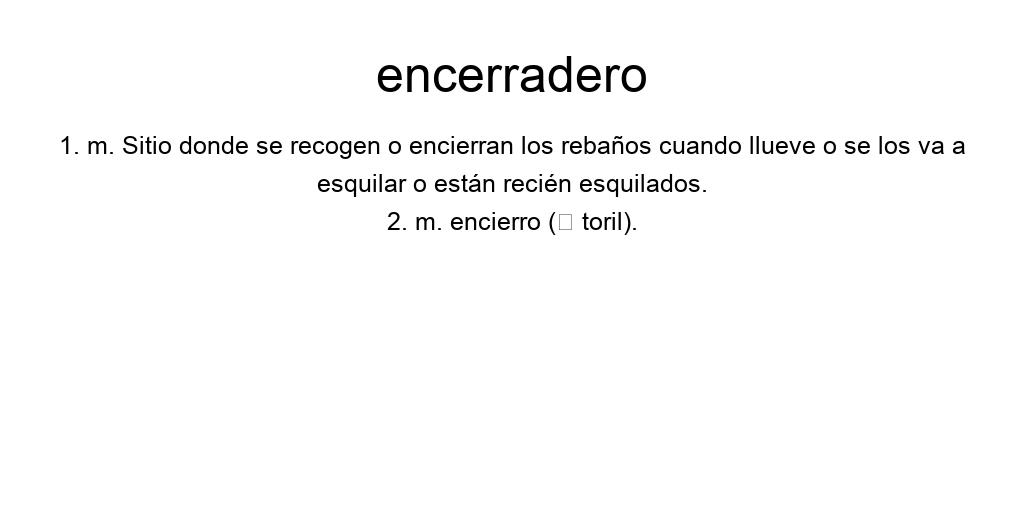 encerradero
1. m. Sitio donde se recogen o encierran los rebaños cuando llueve o se los va a
esquilar o están recién esquilados.
2. m. encierro (□ toril).